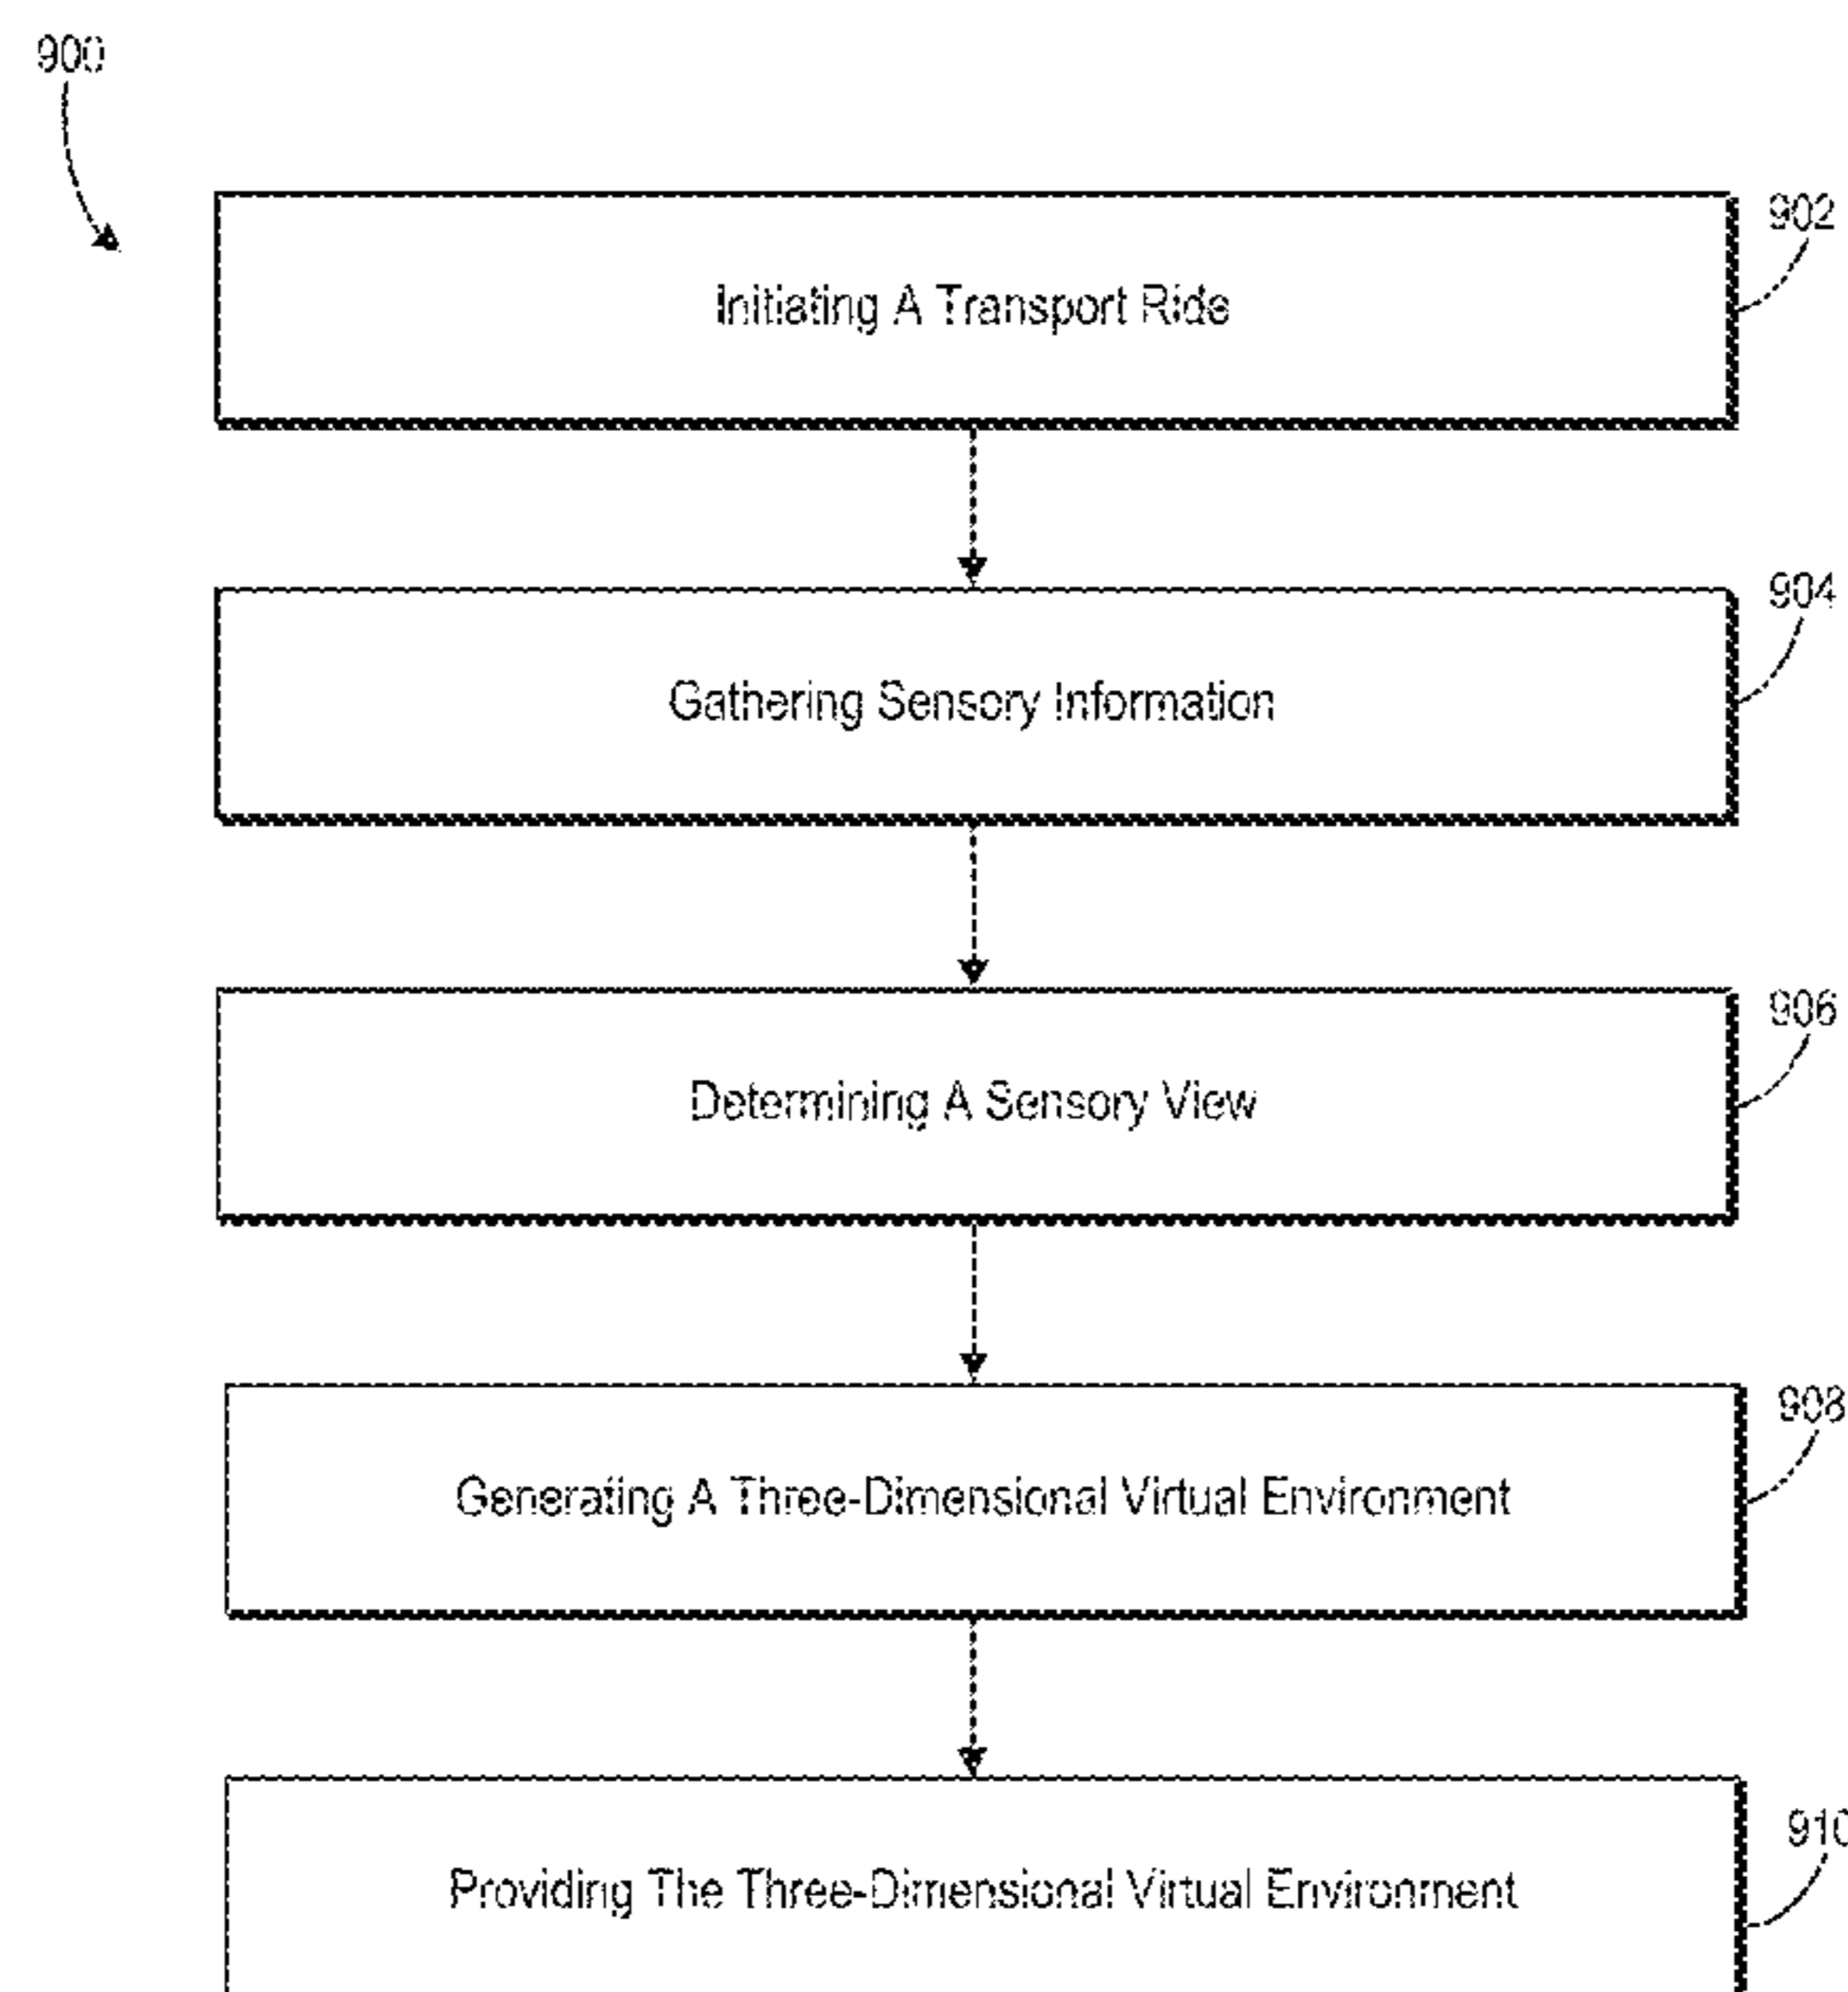 900
902
Initiating A Transport Ride
904
Gathering Sensory Information
906
Determining A Sensory View
908
Generating A Three-Dimensional Virtual Environment
910
Providing The Three-Dimensional Virtual Environment